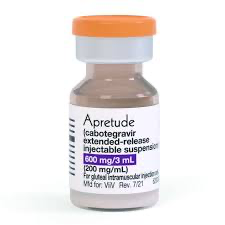 Apretude
(cabotegravir
extended-release
injectable suspension)
600 mg/3 mL
(200 mg/mL)
For gluteal intramuscular injection
Mfd for: ViiV Rev. 7/21